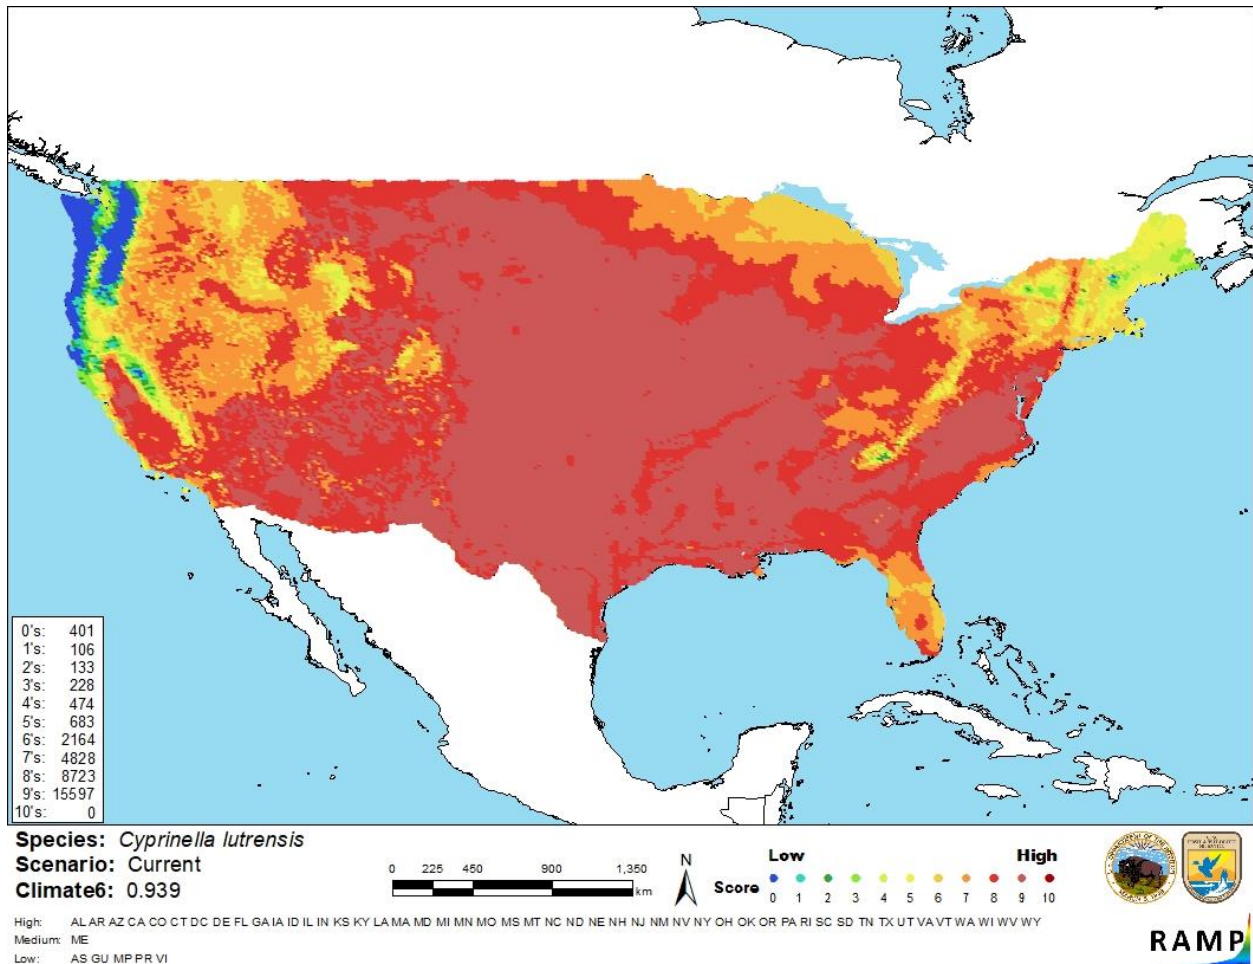 0's: 401
1's: 106
2's: 133
3's: 228
4's: 474
5's: 683
6's: 2164
7's: 4828
8's: 8723
9's: 15597
10's: 0
Species: Cyprinella lutrensis
Scenario: Current
Climate6: 0.939
0 225 450 900 1,350
km
N
Low High
Score 0 1 2 3 4 5 6 7 8 9 10
High: AL AR AZ CA CO CT DC DE FL GA IA ID IL IN KS KY LA MA MD MI MN MO MS MT NC ND NE NH NJ NM NV NY OH OK OR PA RI SC SD TN TX UT VA VT WA WI WV WY
Medium: ME
Low: AS GU MP PR VI
RAMP